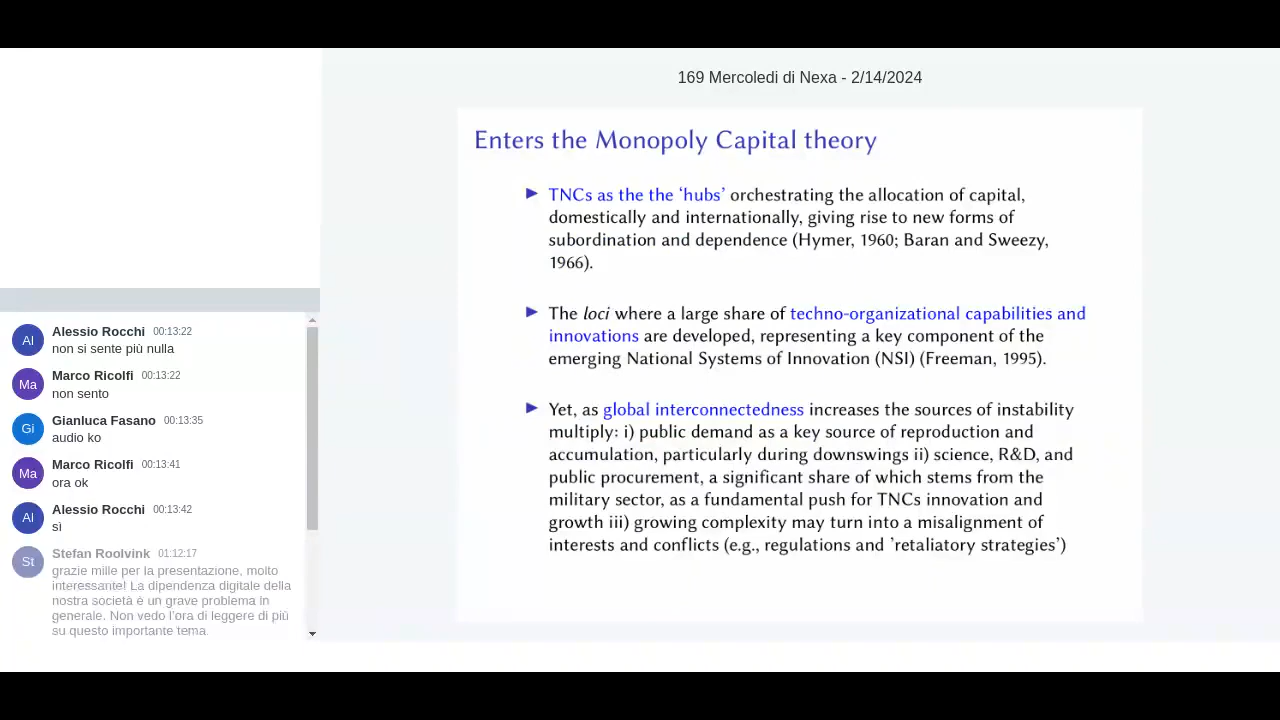 169 Mercoledi di Nexa - 2/14/2024
Enters the Monopoly Capital theory
► TNCs as the the ‘hubs’ orchestrating the allocation of capital,
domestically and internationally, giving rise to new forms of
subordination and dependence (Hymer, 1960; Baran and Sweezy,
1966).
► The loci where a large share of techno-organizational capabilities and
innovations are developed, representing a key component of the
emerging National Systems of Innovation (NSI) (Freeman, 1995).
► Yet, as global interconnectedness increases the sources of instability
multiply: i) public demand as a key source of reproduction and
accumulation, particularly during downswings ii) science, R&D, and
public procurement, a significant share of which stems from the
military sector, as a fundamental push for TNCs innovation and
growth iii) growing complexity may turn into a misalignment of
interests and conflicts (e.g., regulations and ’retaliatory strategies’)
Al
Alessio Rocchi 00:13:22
non si sente più nulla
Ma
Marco Ricolfi 00:13:22
non sento
Gi
Gianluca Fasano 00:13:35
audio ko
Ma
Marco Ricolfi 00:13:41
ora ok
Al
Alessio Rocchi 00:13:42
sì
St
Stefan Roolvink 01:12:17
grazie mille per la presentazione, molto
interessante! La dipendenza digitale della
nostra società è un grave problema in
generale. Non vedo l'ora di leggere di più
su questo importante tema.